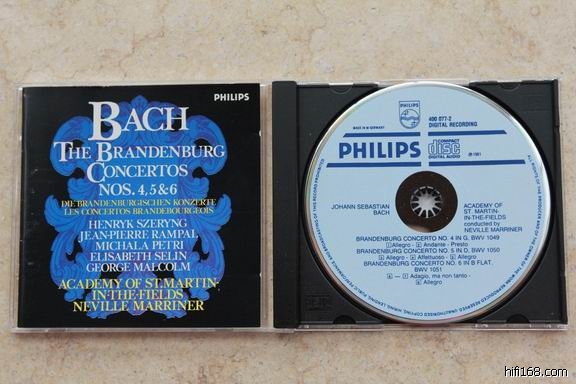 PHILIPS
BACH
THE BRANDENBURG
CONCERTOS
NOS. 4, 5 & 6
DIE BRANDENBURGISCHEN KONZERTE
LES CONCERTOS BRANDEBOURGEOIS
HENRYK SZERYNG
JEAN-PIERRE RAMPAL
MICHALA PETRI
ELISABETH SELIN
GEORGE MALCOLM
ACADEMY OF ST. MARTIN-
IN-THE-FIELDS
NEVILLE MARRINER
MADE IN W. GERMANY
PHILIPS
400 077-2
DIGITAL RECORDING
PHILIPS
COMPACT
disc
DIGITAL AUDIO
℗ 1981
JOHANN SEBASTIAN
BACH
ACADEMY OF
ST. MARTIN-
IN-THE-FIELDS
conducted by
NEVILLE MARRINER
BRANDENBURG CONCERTO NO. 4 IN G, BWV 1049
1 Allegro - 2 Andante - Presto
BRANDENBURG CONCERTO NO. 5 IN D, BWV 1050
Allegro - Affettuoso - Allegro
BRANDENBURG CONCERTO NO. 6 IN B FLAT,
BWV 1051
— Adagio, ma non tanto -
Allegro
hifi168.com